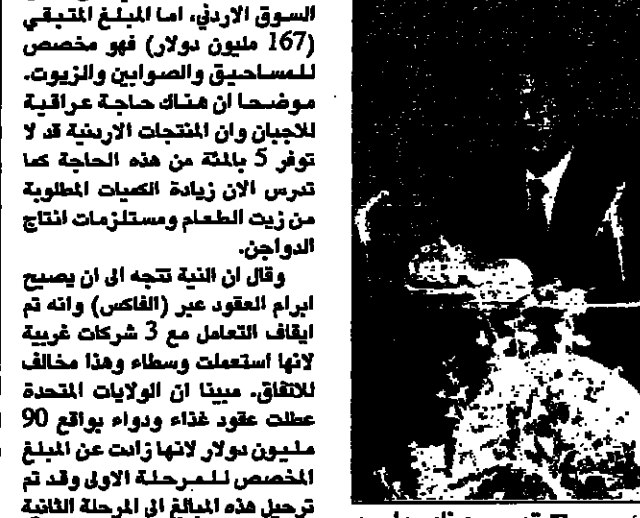 السوق الاردني، اما المبلغ المتبقي
(167 مليون دولار) فهو مخصص
للمساحيق والصوابين والزيوت.
موضحا ان هناك حاجة عراقية
للاجبان وان المنتجات الاردنية قد لا
توفر 5 بالمئة من هذه الحاجة كما
تدرس الان زيادة الكميات المطلوبة
من زيت الطعام ومستلزمات انتاج
الدواجن.
وقال ان النية تتجه الى ان يصبح
ابرام العقود عبر (الفاكس) وانه تم
ايقاف التعامل مع 3 شركات غربية
لانها استعملت وسطاء وهذا مخالف
للاتفاق. مبينا ان الولايات المتحدة
عطلت عقود غذاء ودواء بواقع 90
مليون دولار لانها زادت عن المبلغ
المخصص للمرحلة الاولى وقد تم
ترحيل هذه المبالغ الى المرحلة الثانية